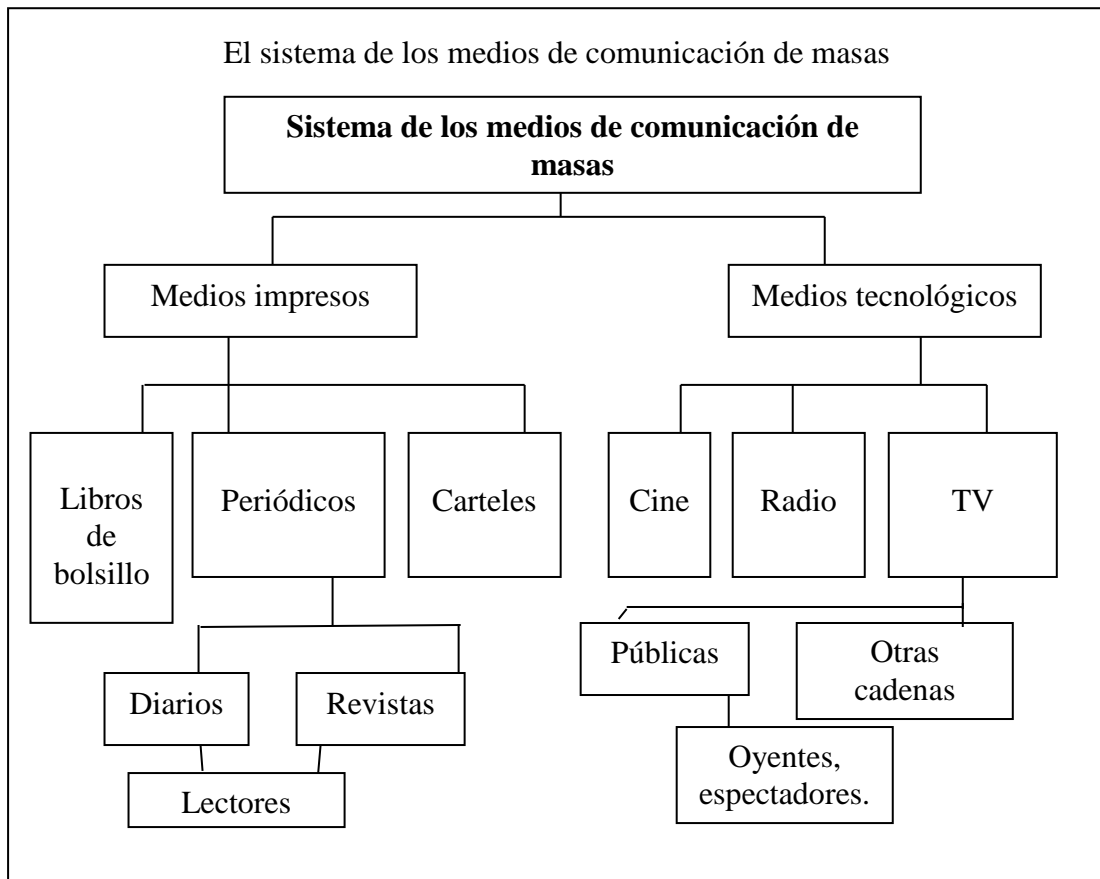 El sistema de los medios de comunicación de masas
Sistema de los medios de comunicación de
masas
Medios impresos
Medios tecnológicos
Libros
de
bolsillo
Periódicos
Carteles
Cine
Radio
TV
Públicas
Otras
cadenas
Diarios
Revistas
Oyentes,
espectadores.
Lectores